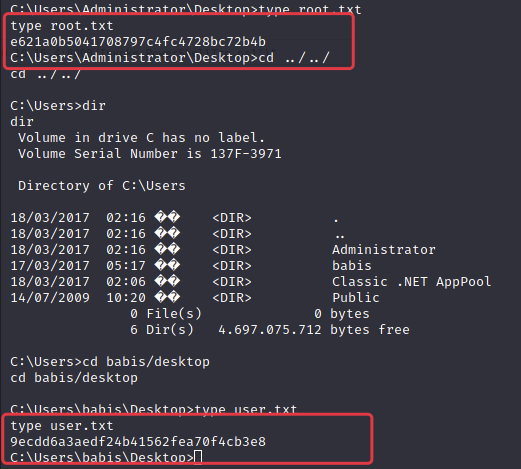 C:\Users\Administrator\Desktop>type root.txt
type root.txt
e621a0b5041708797c4fc4728bc72b4b
C:\Users\Administrator\Desktop>cd ../../
cd ../../
C:\Users>dir
dir
 Volume in drive C has no label.
 Volume Serial Number is 137F-3971
 Directory of C:\Users
18/03/2017  02:16 ��    <DIR>          .
18/03/2017  02:16 ��    <DIR>          ..
18/03/2017  02:16 ��    <DIR>          Administrator
17/03/2017  05:17 ��    <DIR>          babis
18/03/2017  02:06 ��    <DIR>          Classic .NET AppPool
14/07/2009  10:20 ��    <DIR>          Public
               0 File(s)              0 bytes
               6 Dir(s)   4.697.075.712 bytes free
C:\Users>cd babis/desktop
cd babis/desktop
C:\Users\babis\Desktop>type user.txt
type user.txt
9ecdd6a3aedf24b41562fea70f4cb3e8
C:\Users\babis\Desktop>